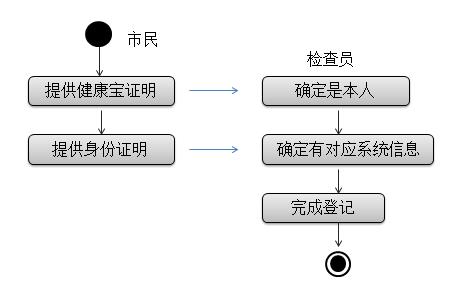 市民
检查员
提供健康宝证明
确定是本人
提供身份证明
确定有对应系统信息
完成登记